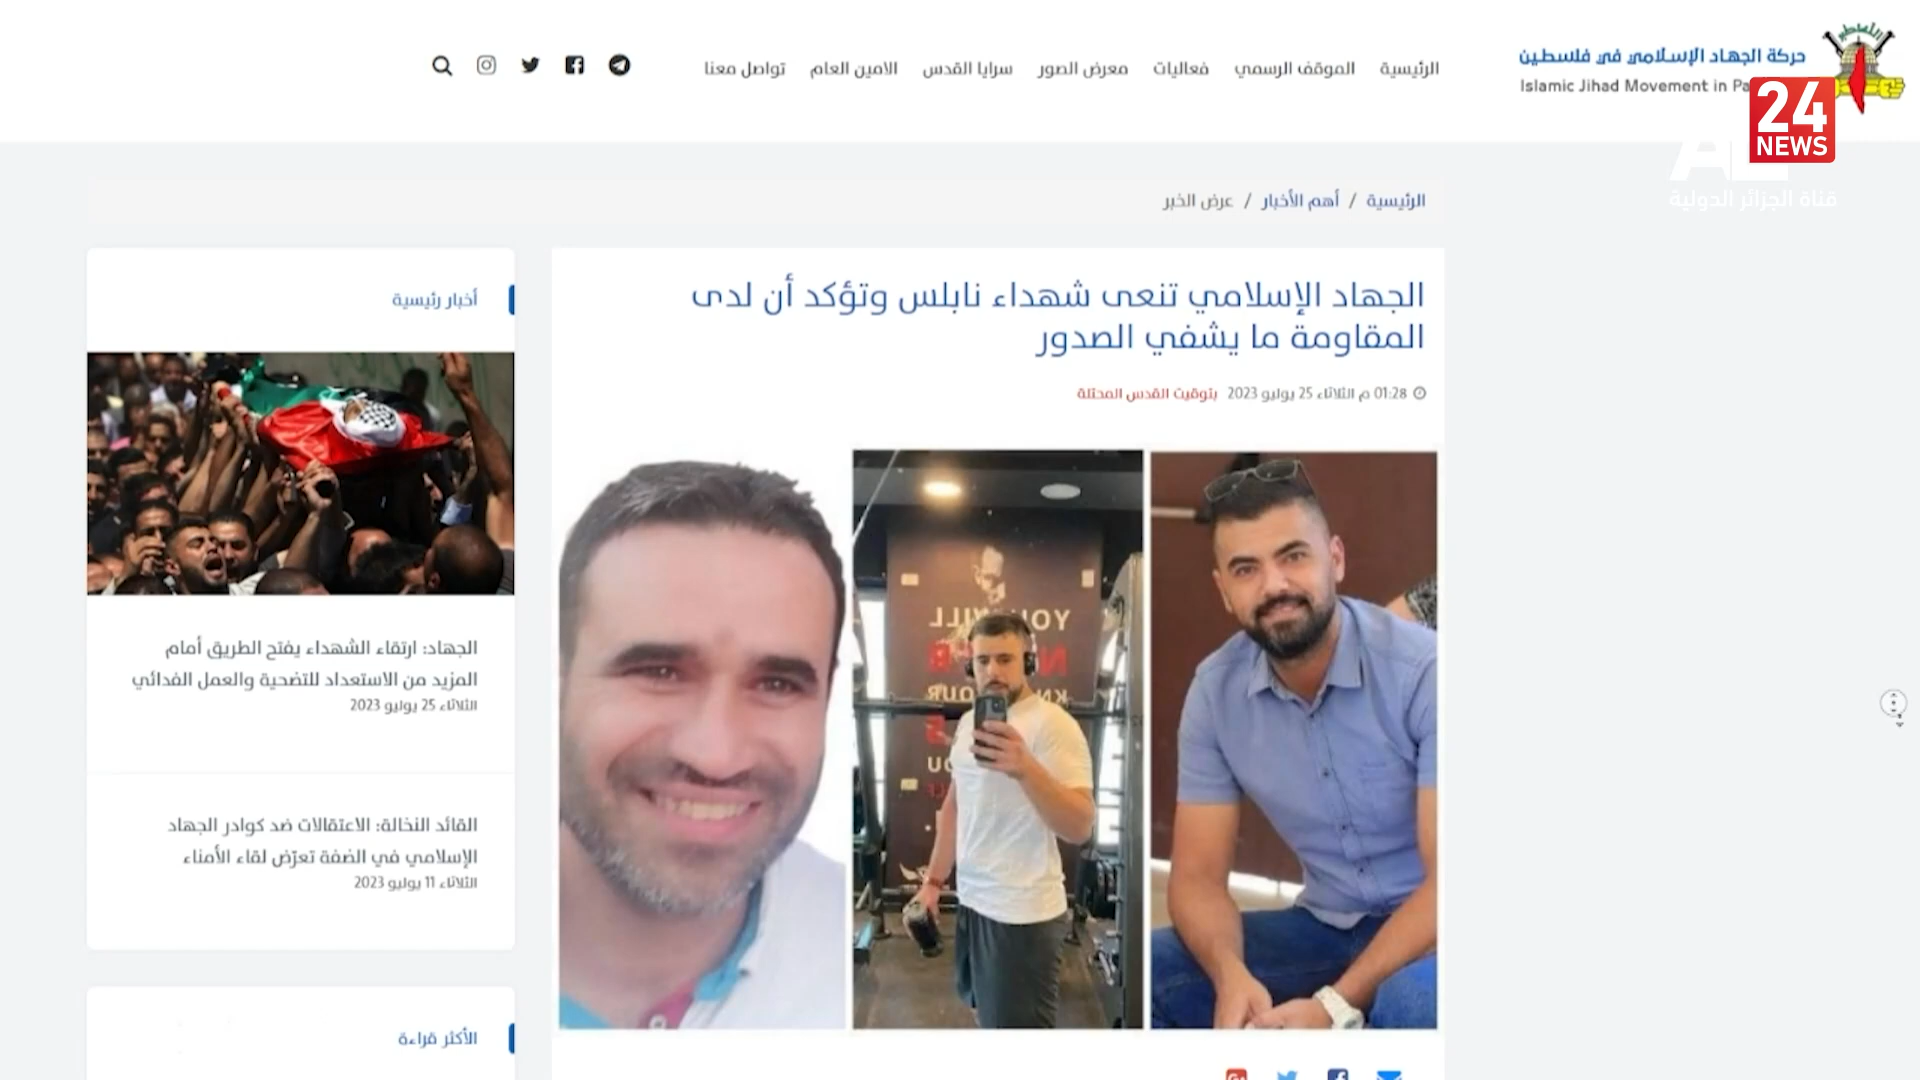 حركة الجهاد الإسلامي في فلسطين
Islamic Jihad Movement in Pa
الرئيسية الموقف الرسمي فعاليات معرض الصور سرايا القدس الامين العام تواصل معنا
24
NEWS
AL
قناة الجزائر الدولية
الرئيسية / أهم الأخبار / عرض الخبر
الجهاد الإسلامي تنعى شهداء نابلس وتؤكد أن لدى
المقاومة ما يشفي الصدور
01:28 م الثلاثاء 25 يوليو 2023 بتوقيت القدس المحتلة
أخبار رئيسية
الجهاد: ارتقاء الشهداء يفتح الطريق أمام
المزيد من الاستعداد للتضحية والعمل الفدائي
الثلاثاء 25 يوليو 2023
القائد النخالة: الاعتقالات ضد كوادر الجهاد
الإسلامي في الضفة تعرّض لقاء الأمناء
الثلاثاء 11 يوليو 2023
الأكثر قراءة